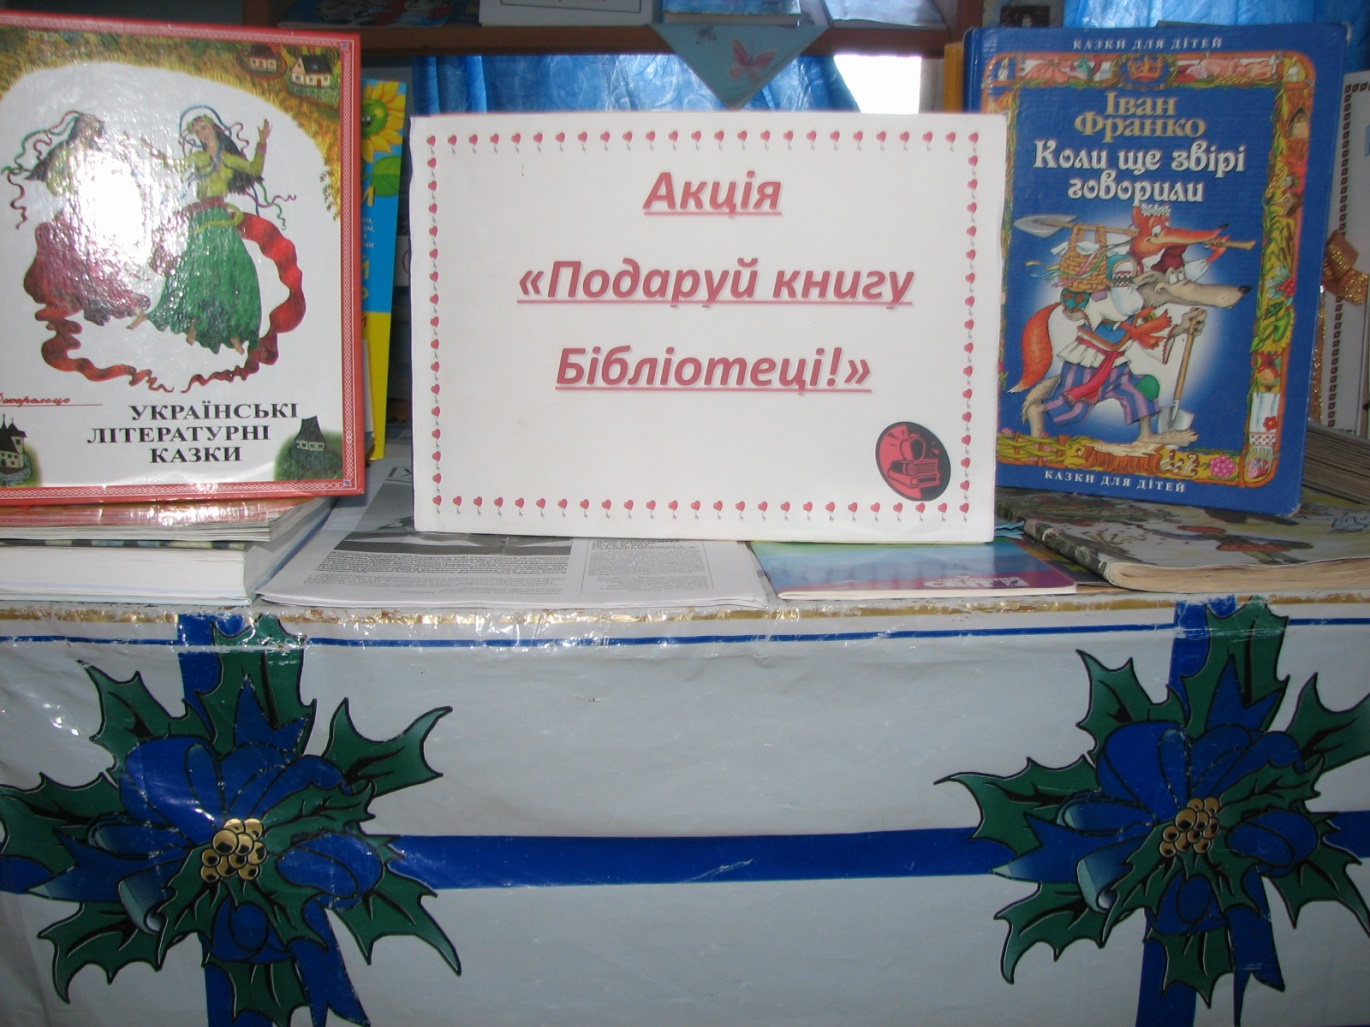 УКРАЇНСЬКІ
ЛІТЕРАТУРНІ
КАЗКИ
Акція
«Подаруй книгу
Бібліотеці!»
КАЗКИ ДЛЯ ДІТЕЙ
Іван
Франко
Коли ще звірі
говорили
КАЗКИ ДЛЯ ДІТЕЙ